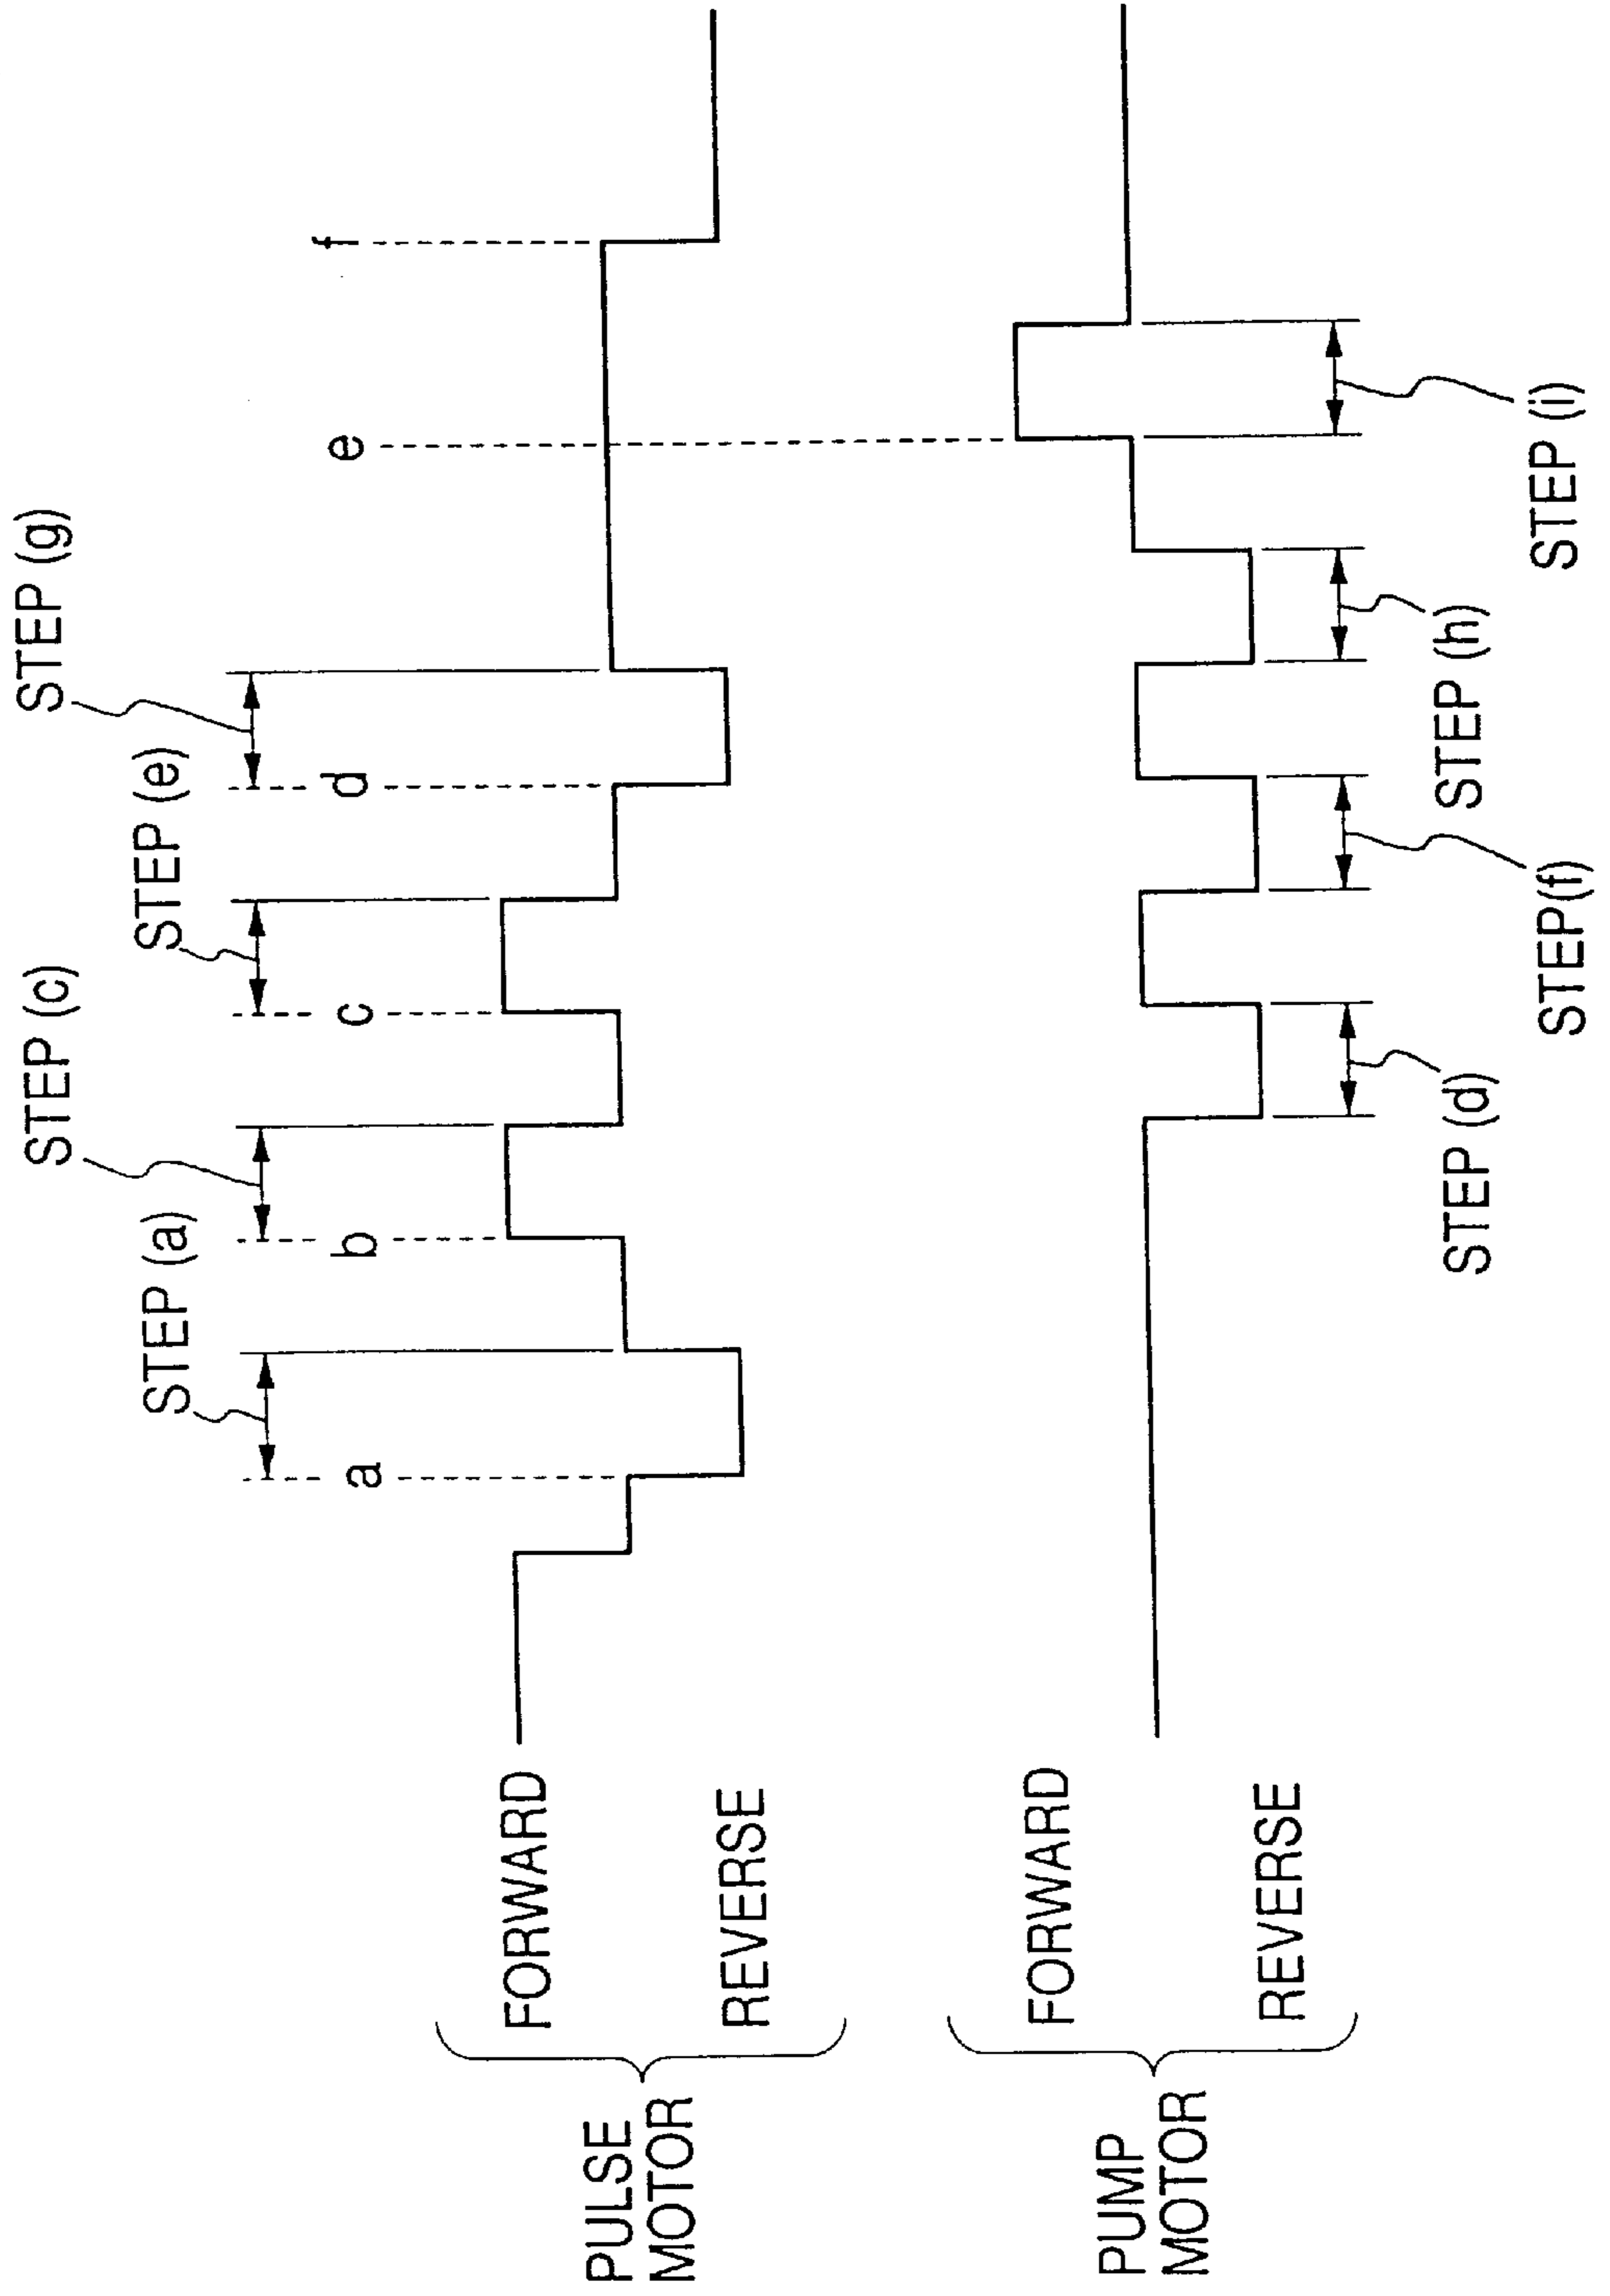 STEP (a)
STEP (c)
STEP (e)
STEP (g)
a
b
c
d
e
f
PULSE
MOTOR
FORWARD
REVERSE
PUMP
MOTOR
FORWARD
REVERSE
STEP (d)
STEP(f)
STEP (h)
STEP (i)